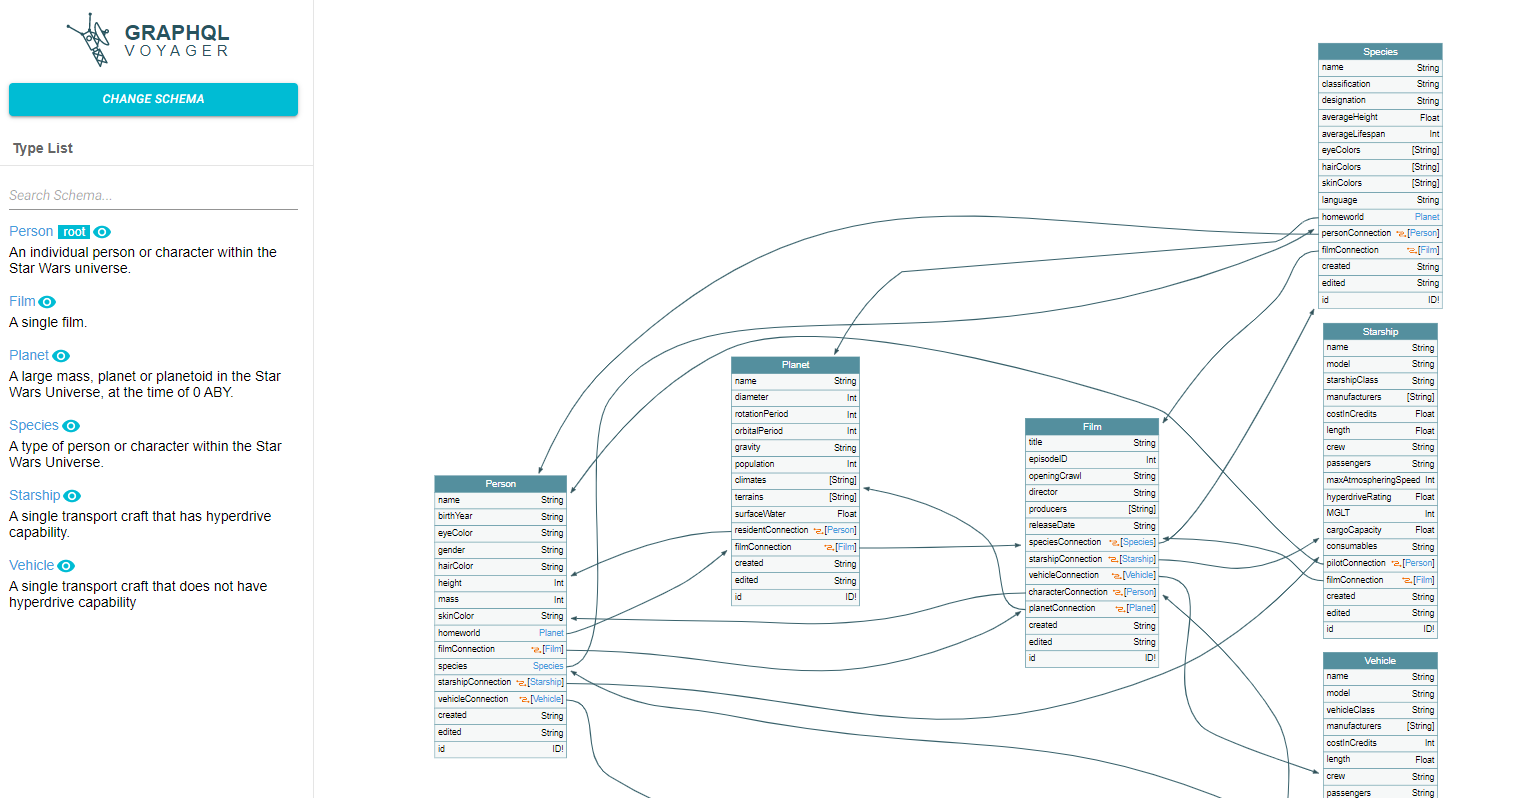 GRAPHQL
VOYAGER
CHANGE SCHEMA
Type List
Search Schema...
Person root
An individual person or character within the
Star Wars universe.
Film
A single film.
Planet
A large mass, planet or planetoid in the Star
Wars Universe, at the time of 0 ABY.
Species
A type of person or character within the Star
Wars Universe.
Starship
A single transport craft that has hyperdrive
capability.
Vehicle
A single transport craft that does not have
hyperdrive capability
Person
name String
birthYear String
eyeColor String
gender String
hairColor String
height Int
mass Int
skinColor String
homeworld Planet
filmConnection [Film]
species Species
starshipConnection [Starship]
vehicleConnection [Vehicle]
created String
edited String
id ID!
Planet
name String
diameter Int
rotationPeriod Int
orbitalPeriod Int
gravity String
population Int
climates [String]
terrains [String]
surfaceWater Float
residentConnection [Person]
filmConnection [Film]
created String
edited String
id ID!
Film
title String
episodeID Int
openingCrawl String
director String
producers [String]
releaseDate String
speciesConnection [Species]
starshipConnection [Starship]
vehicleConnection [Vehicle]
characterConnection [Person]
planetConnection [Planet]
created String
edited String
id ID!
Species
name String
classification String
designation String
averageHeight Float
averageLifespan Int
eyeColors [String]
hairColors [String]
skinColors [String]
language String
homeworld Planet
personConnection [Person]
filmConnection [Film]
created String
edited String
id ID!
Starship
name String
model String
starshipClass String
manufacturers [String]
costInCredits Float
length Float
crew String
passengers String
maxAtmospheringSpeed Int
hyperdriveRating Float
MGLT Int
cargoCapacity Float
consumables String
pilotConnection [Person]
filmConnection [Film]
created String
edited String
id ID!
Vehicle
name String
model String
vehicleClass String
manufacturers [String]
costInCredits Int
length Float
crew String
passengers String